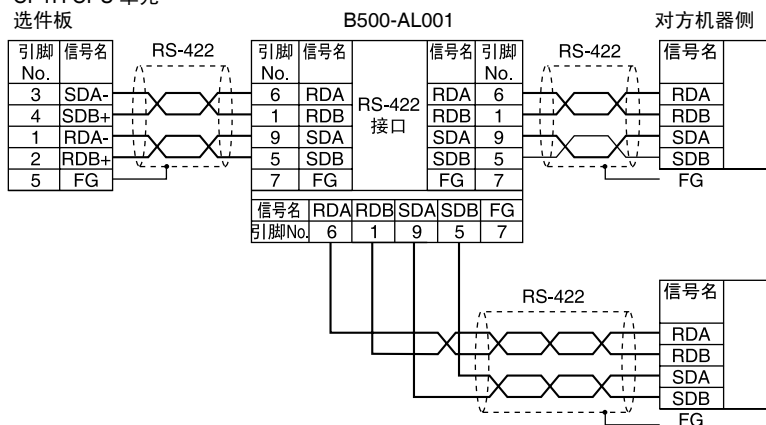 选件板 B500-AL001 对方机器侧
引脚 信号名 RS-422 引脚 信号名 信号名 引脚 RS-422 信号名
No. No. No.
3 SDA- 6 RDA RS-422 RDA 6 RDA
4 SDB+ 1 RDB 接口 RDB 1 RDB
1 RDA- 9 SDA SDA 9 SDA
2 RDB+ 5 SDB SDB 5 SDB
5 FG 7 FG FG 7 FG
信号名 RDA RDB SDA SDB FG
引脚No. 6 1 9 5 7
RS-422 信号名
RDA
RDB
SDA
SDB
FG